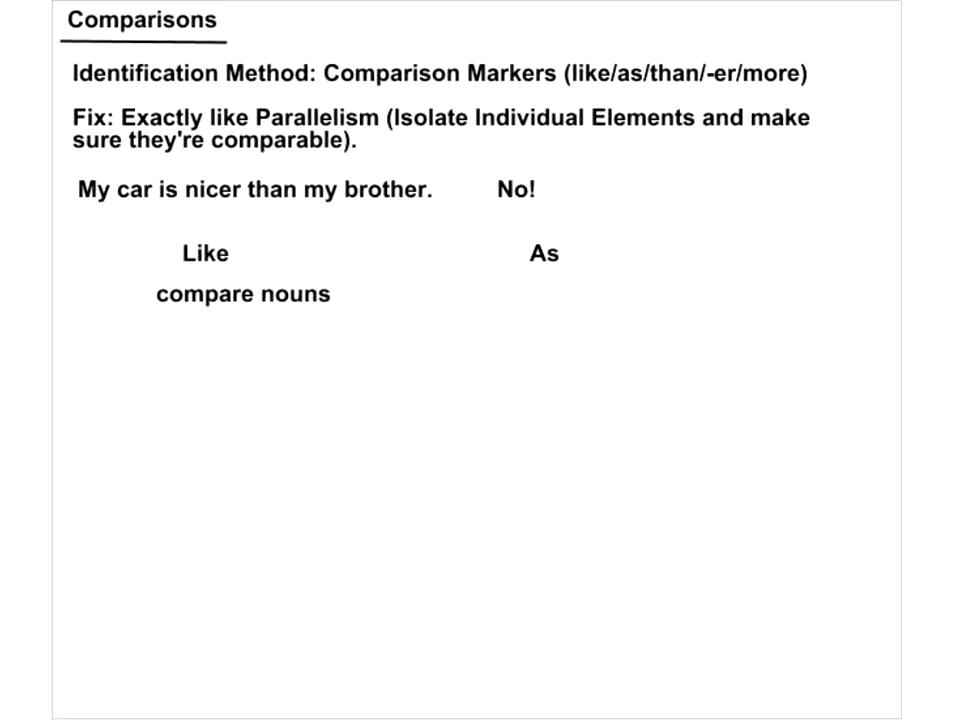 Comparisons
Identification Method: Comparison Markers (like/as/than/-er/more)
Fix: Exactly like Parallelism (Isolate Individual Elements and make
sure they're comparable).
My car is nicer than my brother. No!
Like As
compare nouns